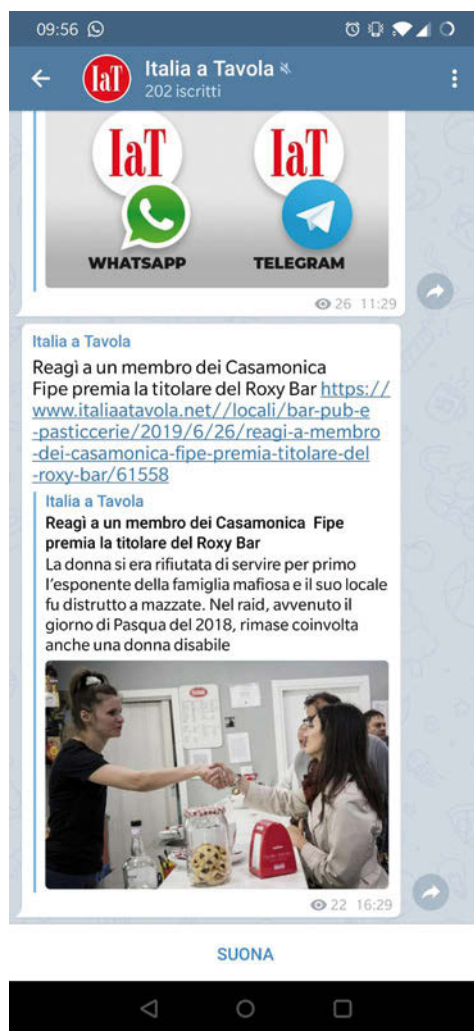 09:56
IaT
Italia a Tavola
202 iscritti
IaT
IaT
WHATSAPP
TELEGRAM
26 11:29
Italia a Tavola
Reagì a un membro dei Casamonica
Fipe premia la titolare del Roxy Bar https://
www.italiaatavola.net//locali/bar-pub-e
-pasticcerie/2019/6/26/reagi-a-membro
-dei-casamonica-fipe-premia-titolare-del
-roxy-bar/61558
Italia a Tavola
Reagì a un membro dei Casamonica Fipe
premia la titolare del Roxy Bar
La donna si era rifiutata di servire per primo
l'esponente della famiglia mafiosa e il suo locale
fu distrutto a mazzate. Nel raid, avvenuto il
giorno di Pasqua del 2018, rimase coinvolta
anche una donna disabile
22 16:29
SUONA